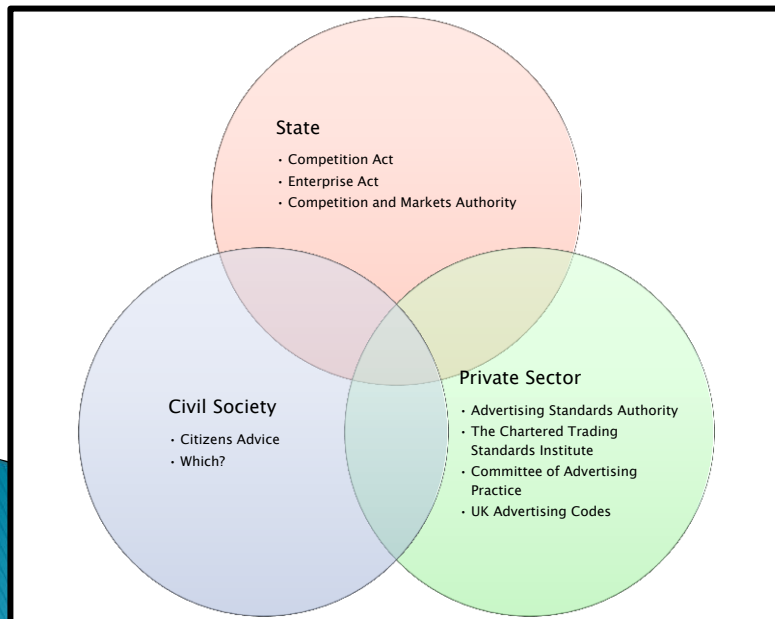 State
• Competition Act
• Enterprise Act
• Competition and Markets Authority
Civil Society
• Citizens Advice
• Which?
Private Sector
• Advertising Standards Authority
• The Chartered Trading
Standards Institute
• Committee of Advertising
Practice
• UK Advertising Codes